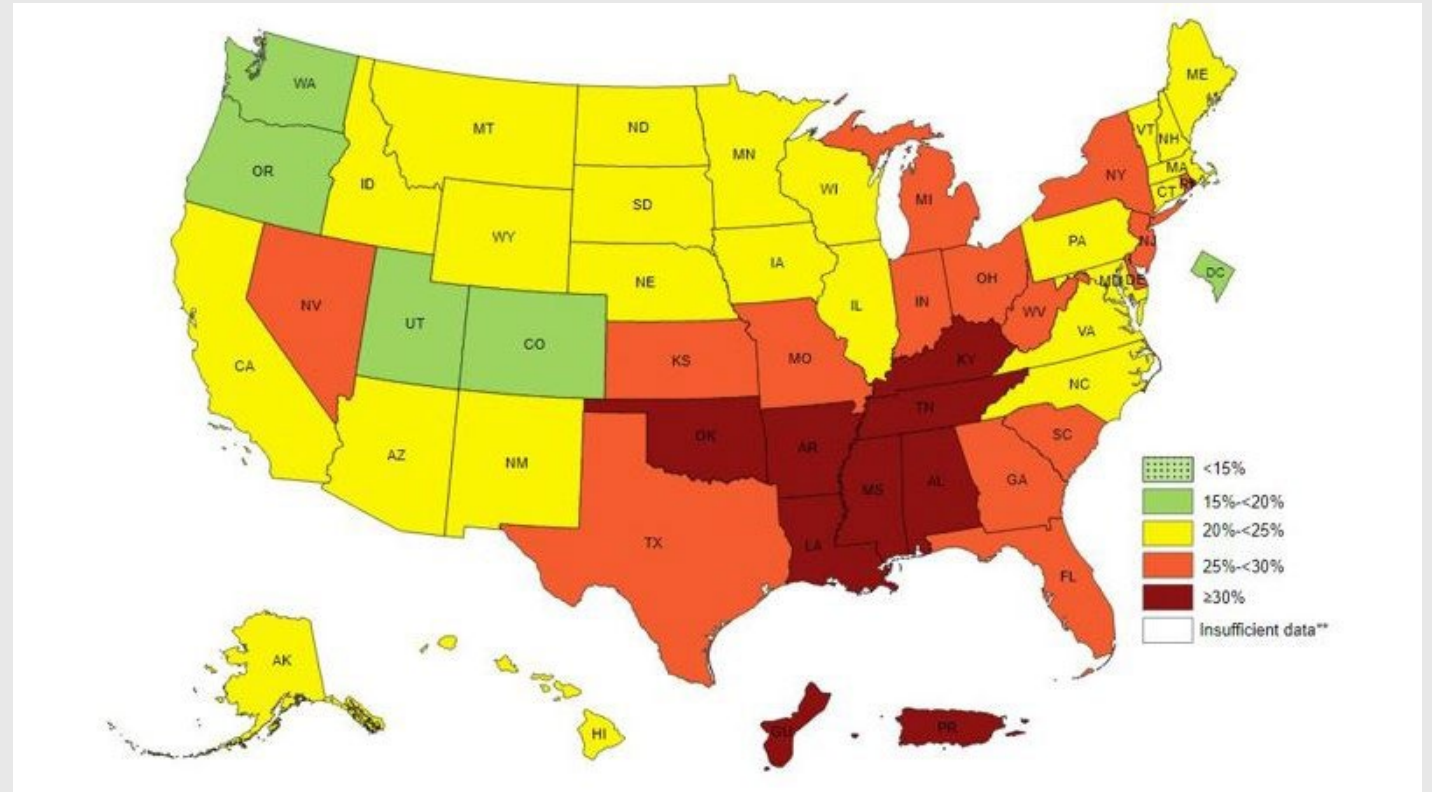 WA
MT
ND
MN
ME
VT
NH
OR
ID
SD
WI
MI
NY
MA
CT
RI
WY
IA
PA
NJ
NE
IL
IN
OH
MD
DE
DC
NV
UT
CO
KS
MO
WV
VA
CA
KY
NC
AZ
NM
OK
AR
TN
SC
MS
AL
GA
TX
LA
FL
AK
HI
GU
PR
<15%
15%-<20%
20%-<25%
25%-<30%
≥30%
Insufficient data**